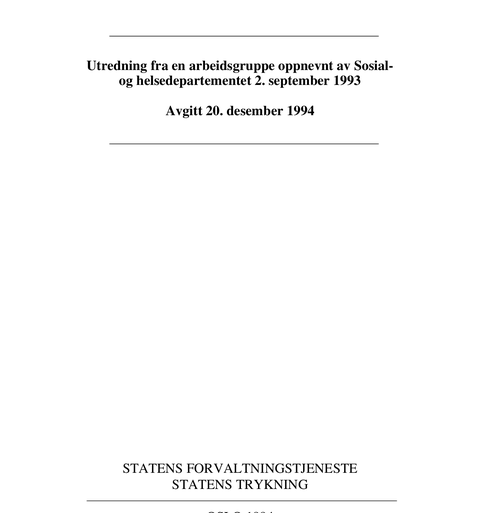 Utredning fra en arbeidsgruppe oppnevnt av Sosial-
og helsedepartementet 2. september 1993
Avgitt 20. desember 1994
STATENS FORVALTNINGSTJENESTE
STATENS TRYKNING